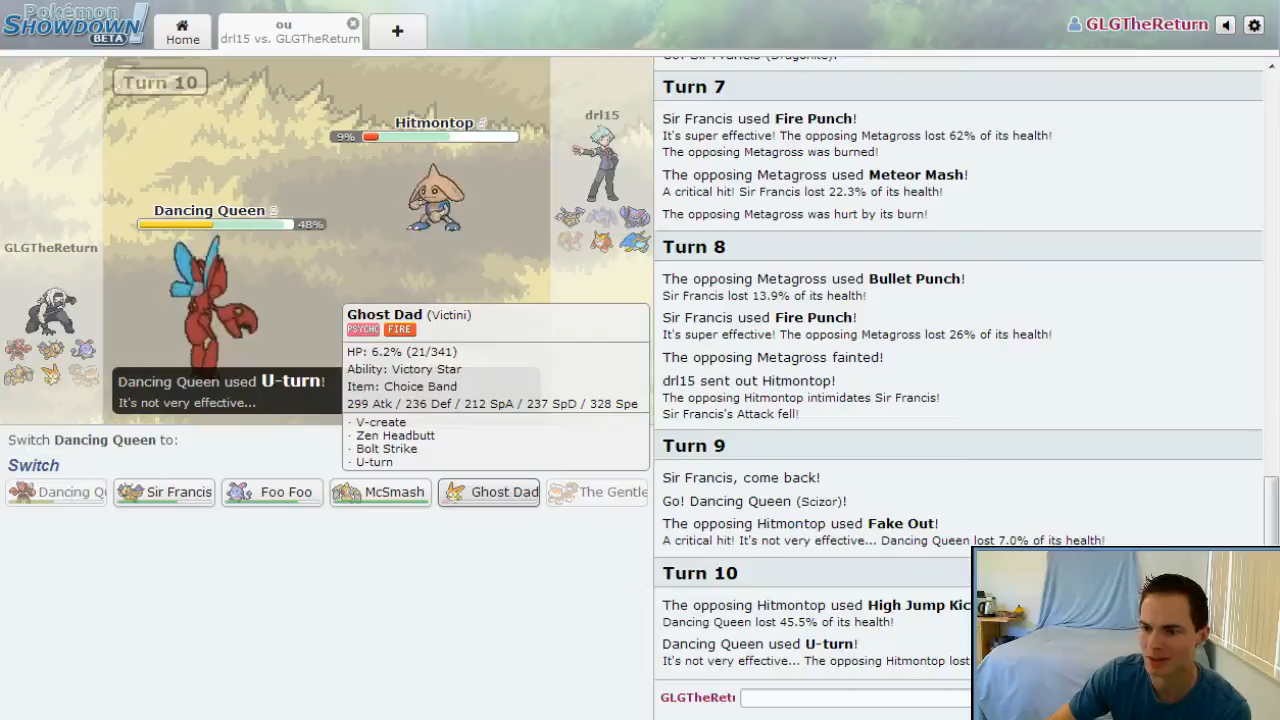 Pokémon
SHOWDOWN!
BETA
Home
ou
drl15 vs. GLGTheReturn
+
GLGTheReturn
Turn 10
Hitmontop
9%
drl15
Dancing Queen
48%
GLGTheReturn
Dancing Queen used U-turn!
It's not very effective...
Ghost Dad (Victini)
PSYCHC FIRE
HP: 6.2% (21/341)
Ability: Victory Star
Item: Choice Band
299 Atk / 236 Def / 212 SpA / 237 SpD / 328 Spe
· V-create
· Zen Headbutt
· Bolt Strike
· U-turn
Switch Dancing Queen to:
Switch
Dancing Q
Sir Francis
Foo Foo
McSmash
Ghost Dad
The Gentle
Turn 7
Sir Francis used Fire Punch!
It's super effective! The opposing Metagross lost 62% of its health!
The opposing Metagross was burned!
The opposing Metagross used Meteor Mash!
A critical hit! Sir Francis lost 22.3% of its health!
The opposing Metagross was hurt by its burn!
Turn 8
The opposing Metagross used Bullet Punch!
Sir Francis lost 13.9% of its health!
Sir Francis used Fire Punch!
It's super effective! The opposing Metagross lost 26% of its health!
The opposing Metagross fainted!
drl15 sent out Hitmontop!
The opposing Hitmontop intimidates Sir Francis!
Sir Francis's Attack fell!
Turn 9
Sir Francis, come back!
Go! Dancing Queen (Scizor)!
The opposing Hitmontop used Fake Out!
A critical hit! It's not very effective... Dancing Queen lost 7.0% of its health!
Turn 10
The opposing Hitmontop used High Jump Kic
Dancing Queen lost 45.5% of its health!
Dancing Queen used U-turn!
It's not very effective... The opposing Hitmontop lost
GLGTheRetu